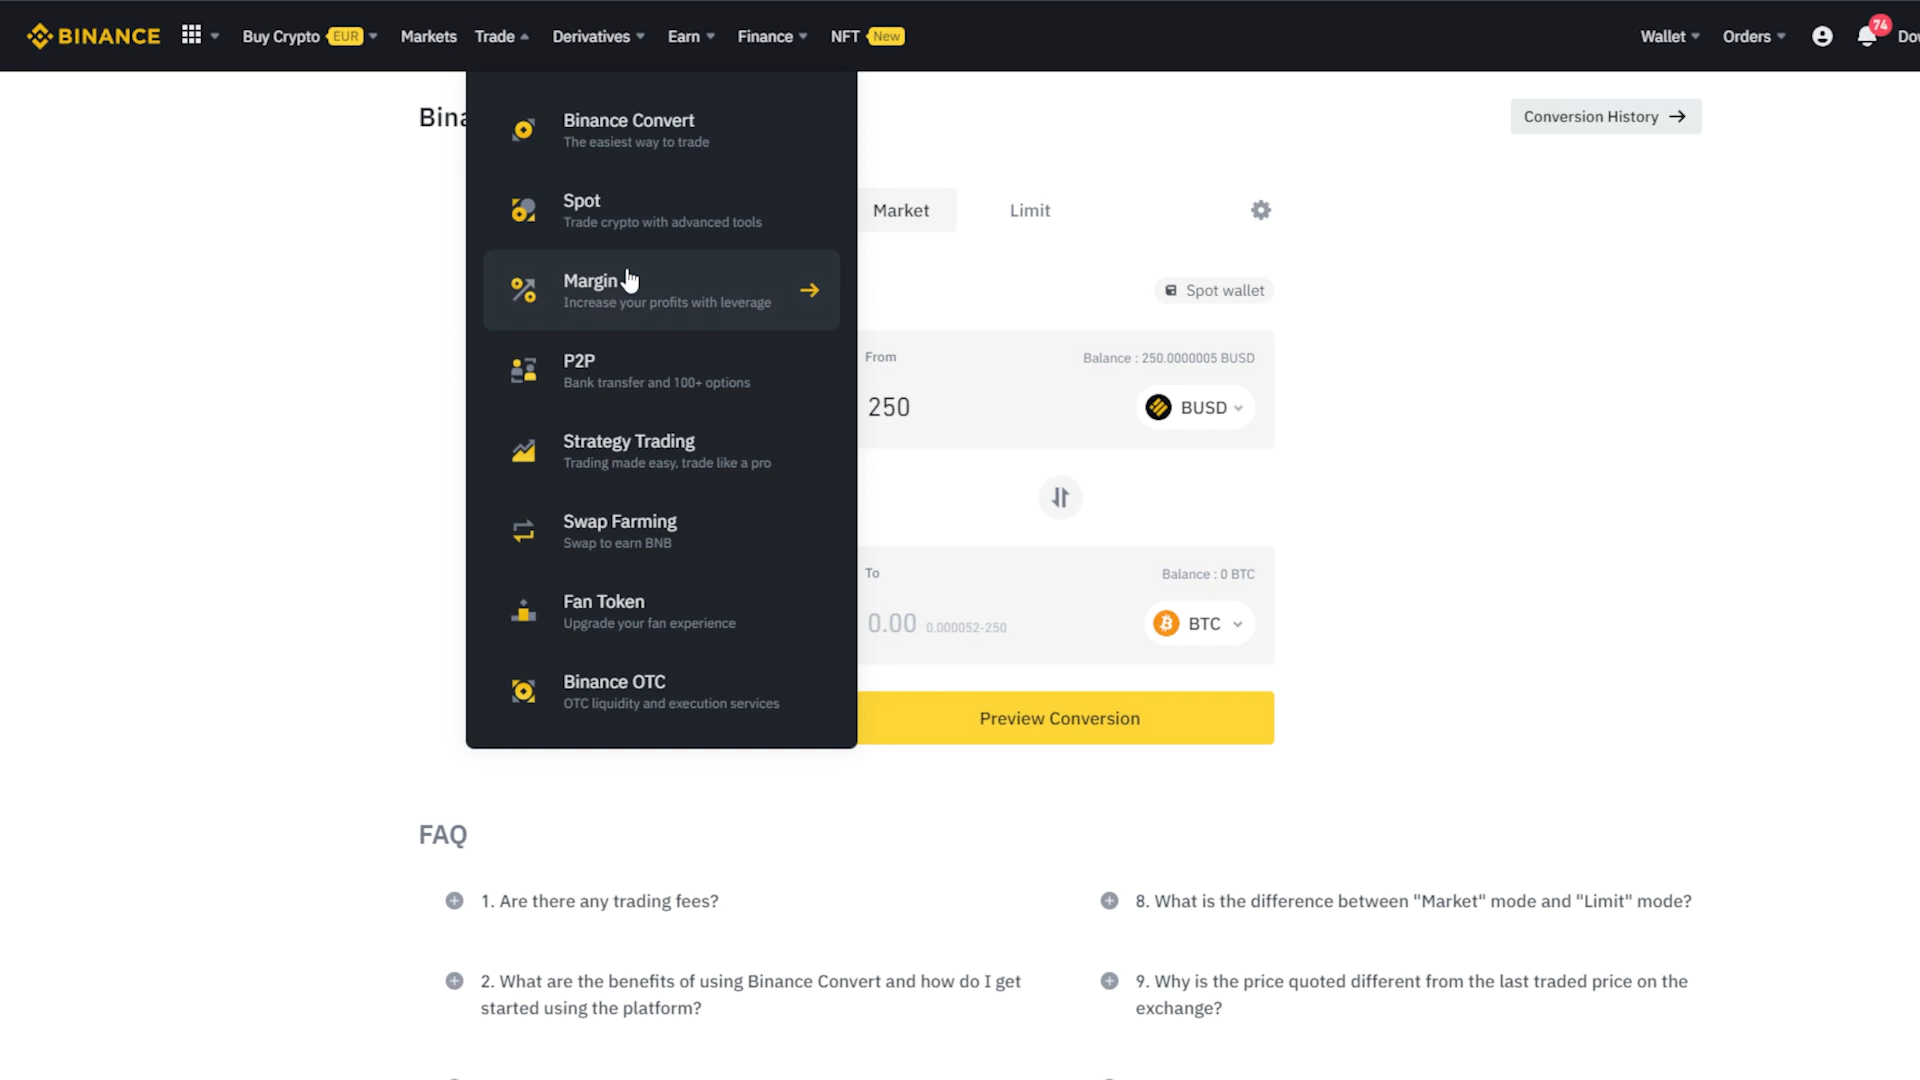 BINANCE
Buy Crypto EUR
Markets
Trade
Derivatives
Earn
Finance
NFT New
Wallet
Orders
74
Bina
Conversion History
Binance Convert
The easiest way to trade
Spot
Trade crypto with advanced tools
Margin
Increase your profits with leverage
P2P
Bank transfer and 100+ options
Strategy Trading
Trading made easy, trade like a pro
Swap Farming
Swap to earn BNB
Fan Token
Upgrade your fan experience
Binance OTC
OTC liquidity and execution services
Market
Limit
Spot wallet
From
Balance : 250.0000005 BUSD
250
BUSD
To
Balance : 0 BTC
0.00 0.000052-250
BTC
Preview Conversion
FAQ
1. Are there any trading fees?
2. What are the benefits of using Binance Convert and how do I get
started using the platform?
8. What is the difference between "Market" mode and "Limit" mode?
9. Why is the price quoted different from the last traded price on the
exchange?